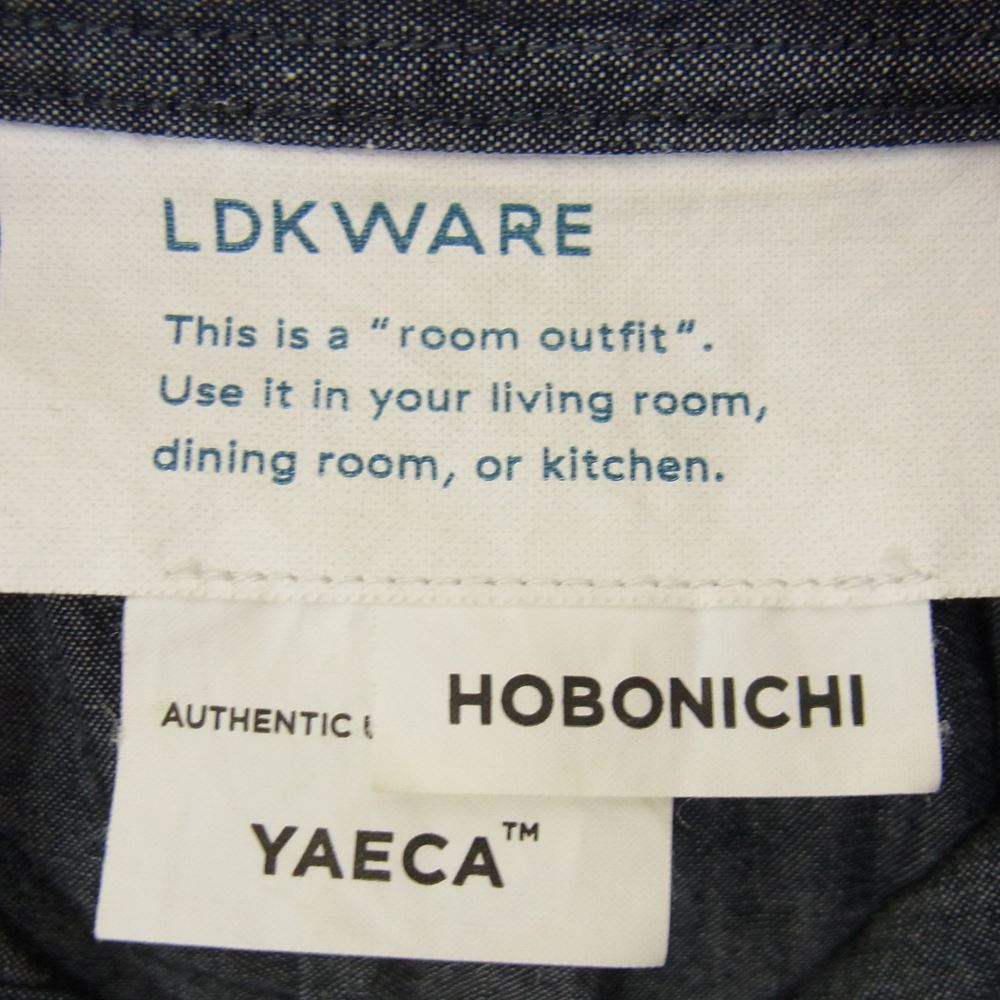 LDKWARE
This is a “room outfit“.
Use it in your living room,
dining room, or kitchen.
HOBONICHI
AUTHENTIC
YAECA™